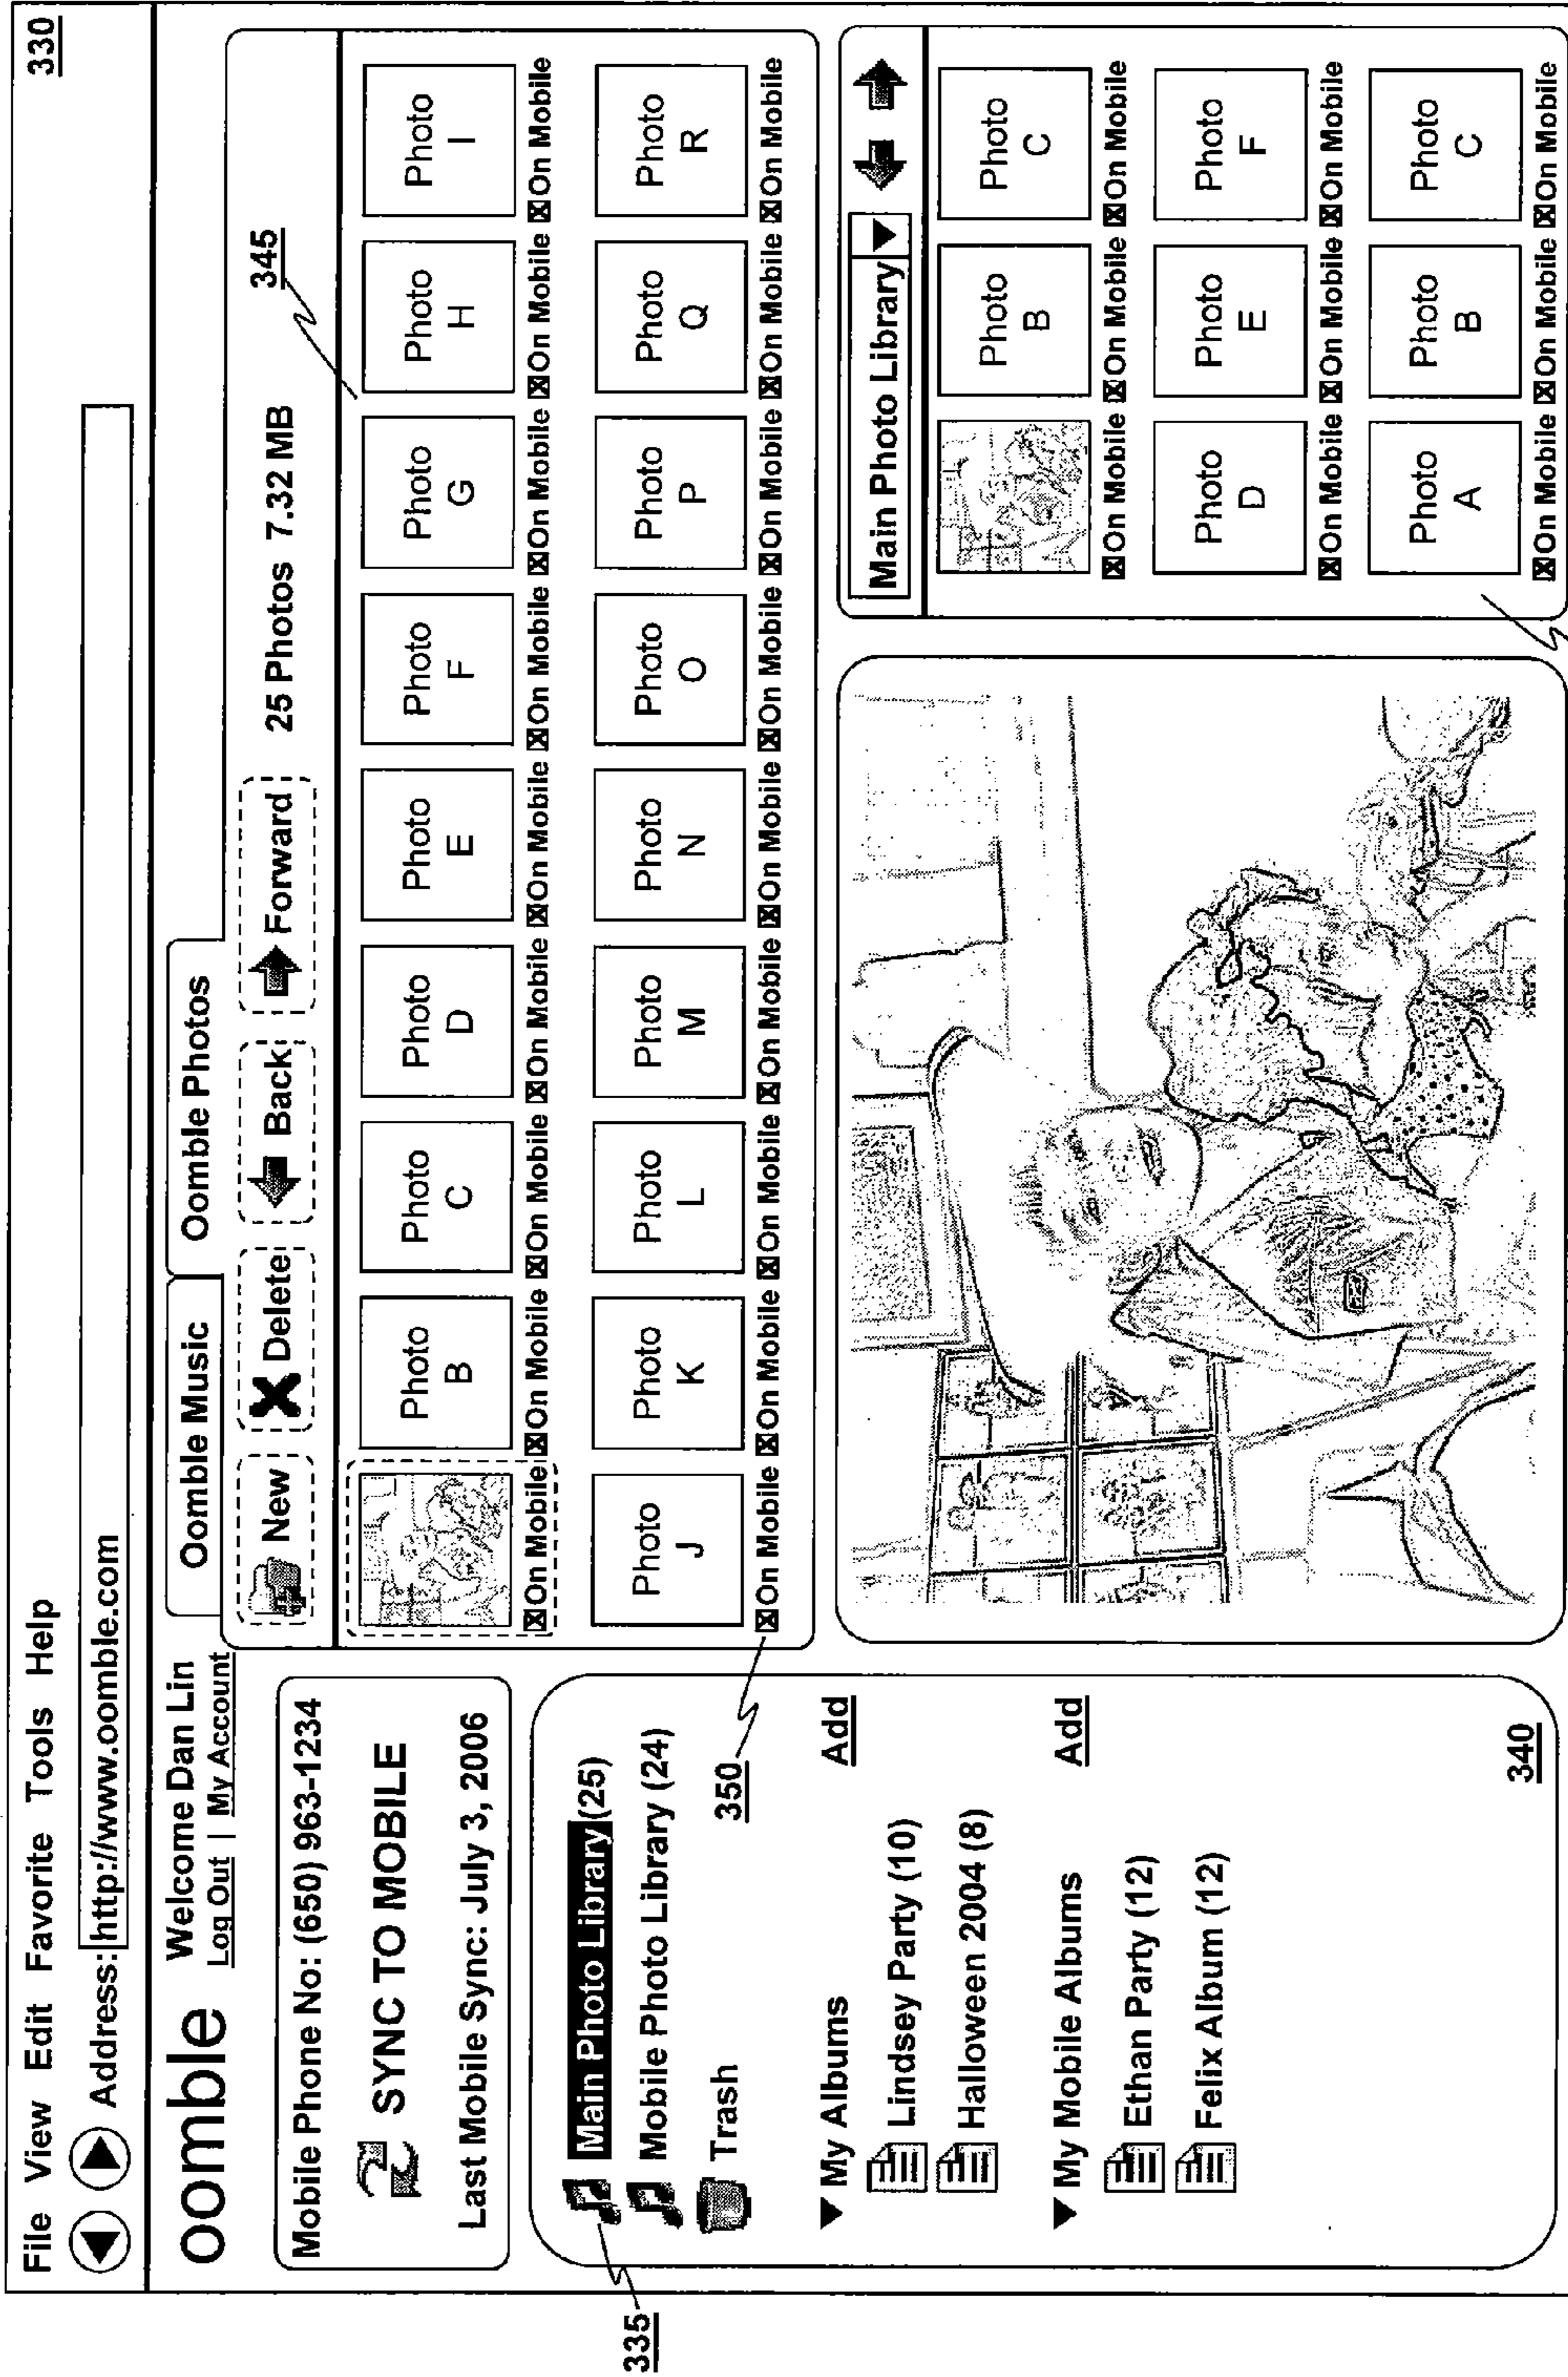 330
File View Edit Favorite Tools Help
Address: http://www.oomble.com
oomble
Welcome Dan Lin
Log Out | My Account
Mobile Phone No: (650) 963-1234
SYNC TO MOBILE
Last Mobile Sync: July 3, 2006
335
Main Photo Library (25)
Mobile Photo Library (24)
Trash
350
▼ My Albums Add
Lindsey Party (10)
Halloween 2004 (8)
▼ My Mobile Albums Add
Ethan Party (12)
Felix Album (12)
340
Oomble Music Oomble Photos
New Delete Back Forward 25 Photos 7.32 MB
345
Photo B Photo C Photo D Photo E Photo F Photo G Photo H Photo I
☒On Mobile ☒On Mobile ☒On Mobile ☒On Mobile ☒On Mobile ☒On Mobile ☒On Mobile ☒On Mobile ☒On Mobile
Photo J Photo K Photo L Photo M Photo N Photo O Photo P Photo Q Photo R
☒On Mobile ☒On Mobile ☒On Mobile ☒On Mobile ☒On Mobile ☒On Mobile ☒On Mobile ☒On Mobile ☒On Mobile
Main Photo Library ▼
Photo B Photo C
☒On Mobile ☒On Mobile ☒On Mobile
Photo D Photo E Photo F
☒On Mobile ☒On Mobile ☒On Mobile
Photo A Photo B Photo C
☒On Mobile ☒On Mobile ☒On Mobile